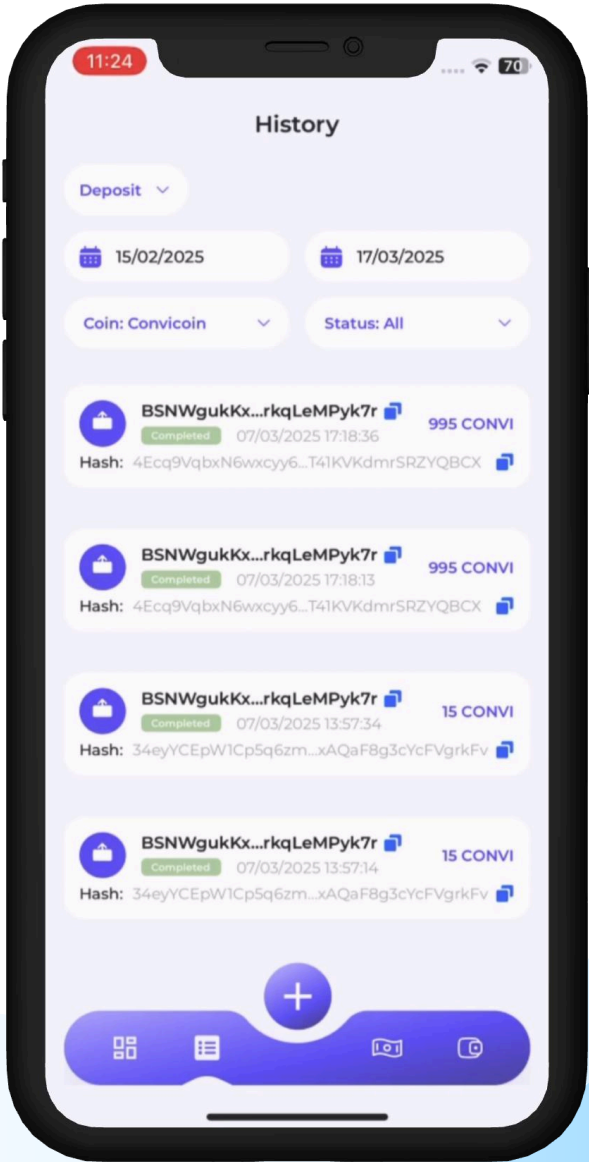 11:24
70
History
Deposit
15/02/2025
17/03/2025
Coin: Convicoin
Status: All
BSNWgukKx...rkqLeMPyk7r
995 CONVI
Completed 07/03/2025 17:18:36
Hash: 4Ecq9VqbxN6wxcyy6...T41KVKdmrSRZYQBCX
BSNWgukKx...rkqLeMPyk7r
995 CONVI
Completed 07/03/2025 17:18:13
Hash: 4Ecq9VqbxN6wxcyy6...T41KVKdmrSRZYQBCX
BSNWgukKx...rkqLeMPyk7r
15 CONVI
Completed 07/03/2025 13:57:34
Hash: 34eyYCEpW1Cp5q6zm...xAQaF8g3cYcFVgrkFv
BSNWgukKx...rkqLeMPyk7r
15 CONVI
Completed 07/03/2025 13:57:14
Hash: 34eyYCEpW1Cp5q6zm...xAQaF8g3cYcFVgrkFv